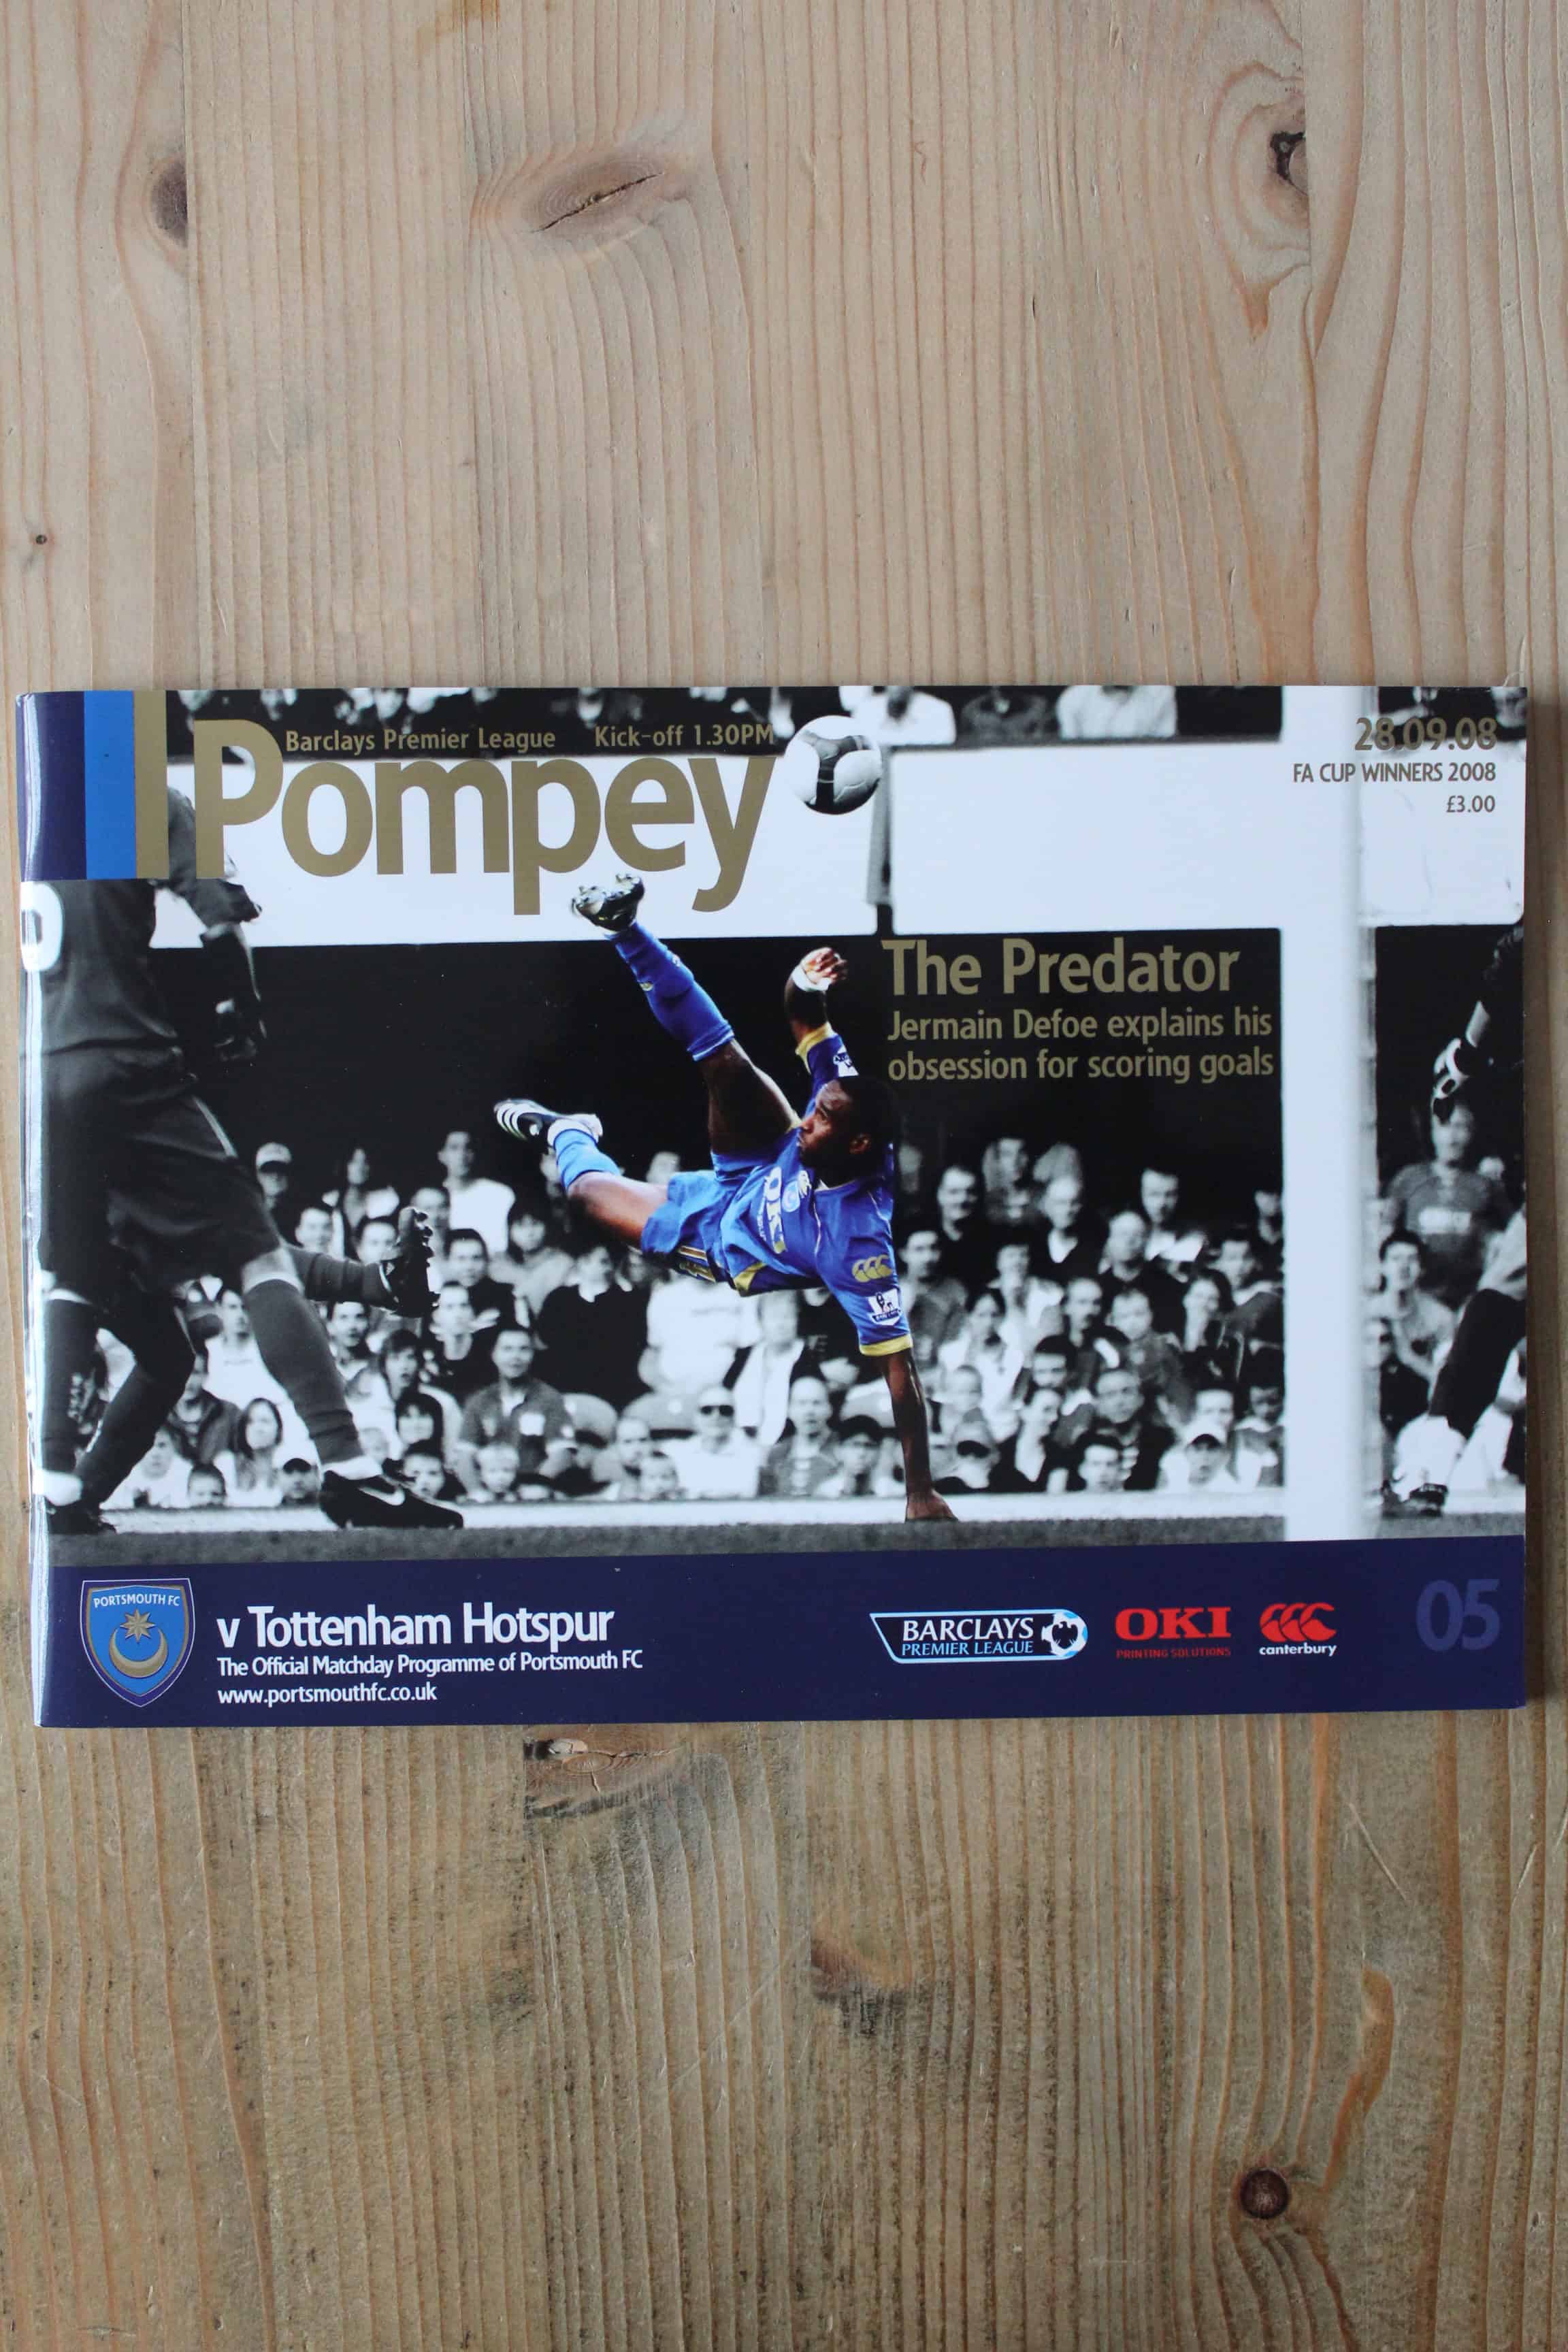 Barclays Premier League Kick-off 1.30PM
Pompey
28.09.08
FA CUP WINNERS 2008
£3.00
The Predator
Jermain Defoe explains his
obsession for scoring goals
OKI
PORTSMOUTH FC
v Tottenham Hotspur
The Official Matchday Programme of Portsmouth FC
www.portsmouthfc.co.uk
BARCLAYS
PREMIER LEAGUE
OKI
PRINTING SOLUTIONS
canterbury
05